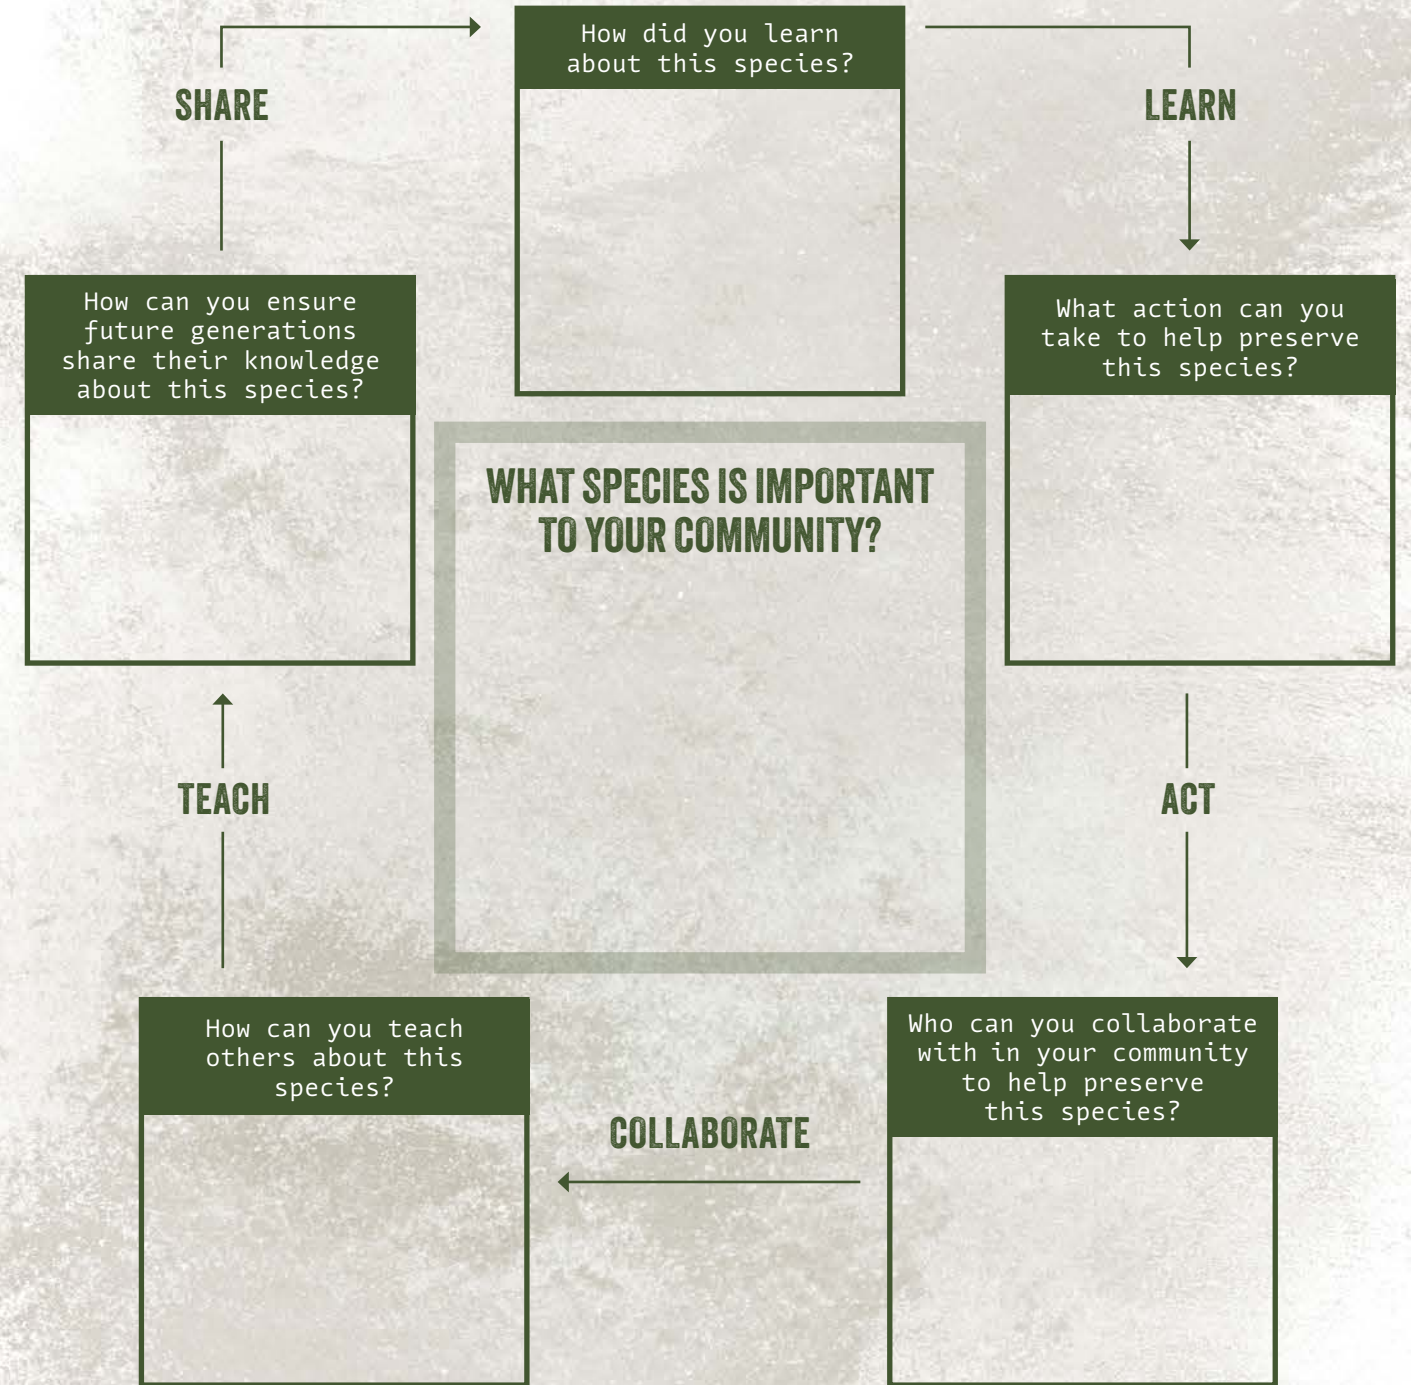 How did you learn
about this species?
SHARE
LEARN
How can you ensure
future generations
share their knowledge
about this species?
What action can you
take to help preserve
this species?
WHAT SPECIES IS IMPORTANT
TO YOUR COMMUNITY?
TEACH
ACT
How can you teach
others about this
species?
Who can you collaborate
with in your community
to help preserve
this species?
COLLABORATE